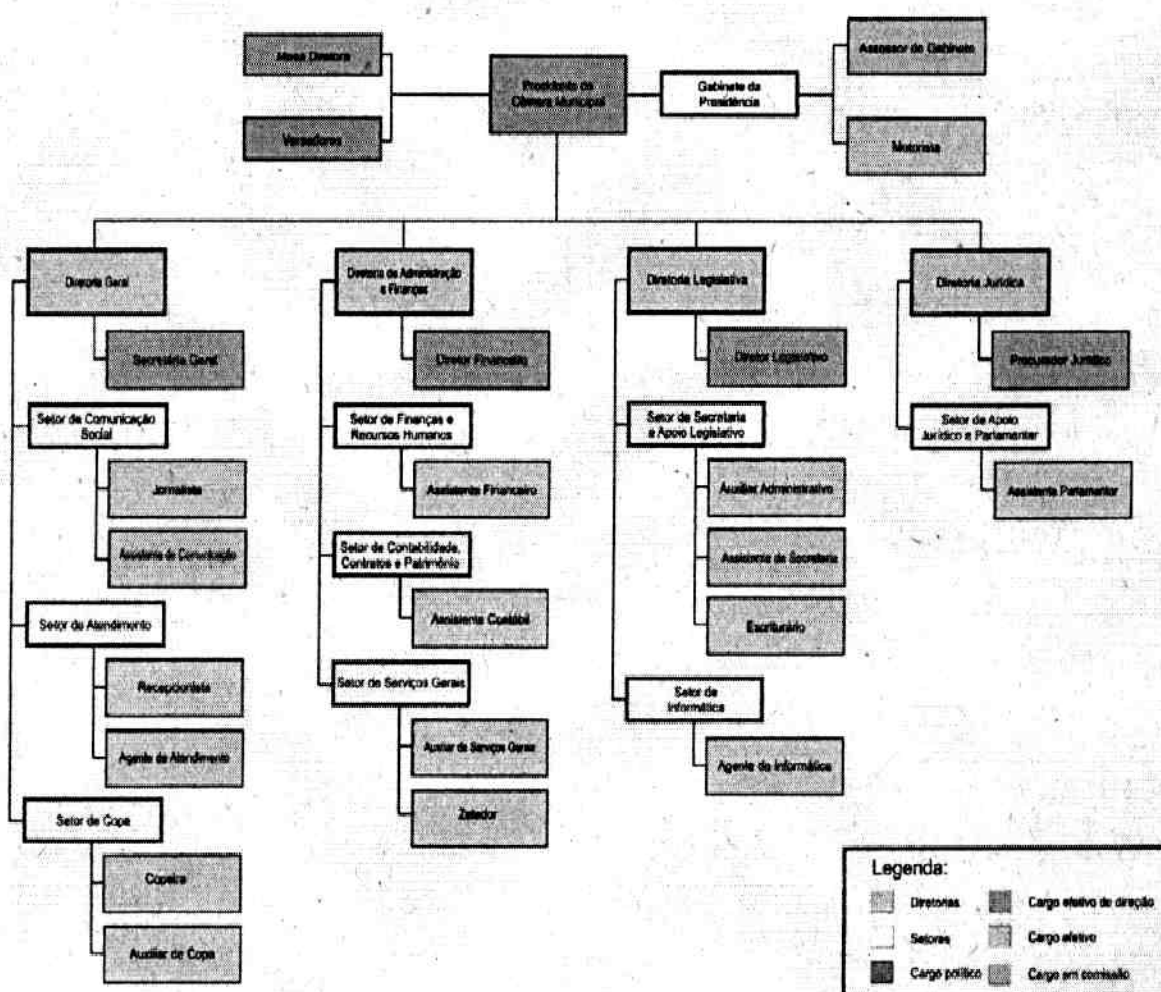 Mesa Diretora
Vereadores
Presidente da
Câmara Municipal
Gabinete da
Presidência
Assessor de Gabinete
Motorista
Diretoria Geral
Secretária Geral
Setor de Comunicação
Social
Jornalista
Assistente de Comunicação
Setor de Atendimento
Recepcionista
Agente de Atendimento
Setor de Copa
Copeira
Auxiliar de Copa
Diretoria de Administração
e Finanças
Diretor Financeiro
Setor de Finanças e
Recursos Humanos
Assistente Financeiro
Setor de Contabilidade,
Contratos e Patrimônio
Assistente Contábil
Setor de Serviços Gerais
Auxiliar de Serviços Gerais
Zelador
Diretoria Legislativa
Diretor Legislativo
Setor de Secretaria
e Apoio Legislativo
Auxiliar Administrativo
Assistente de Secretaria
Escriturário
Setor de
Informática
Agente de Informática
Diretoria Jurídica
Procurador Jurídico
Setor de Apoio
Jurídico e Parlamentar
Assistente Parlamentar
Legenda:
Diretorias
Cargo efetivo de direção
Setores
Cargo efetivo
Cargo político
Cargo em comissão